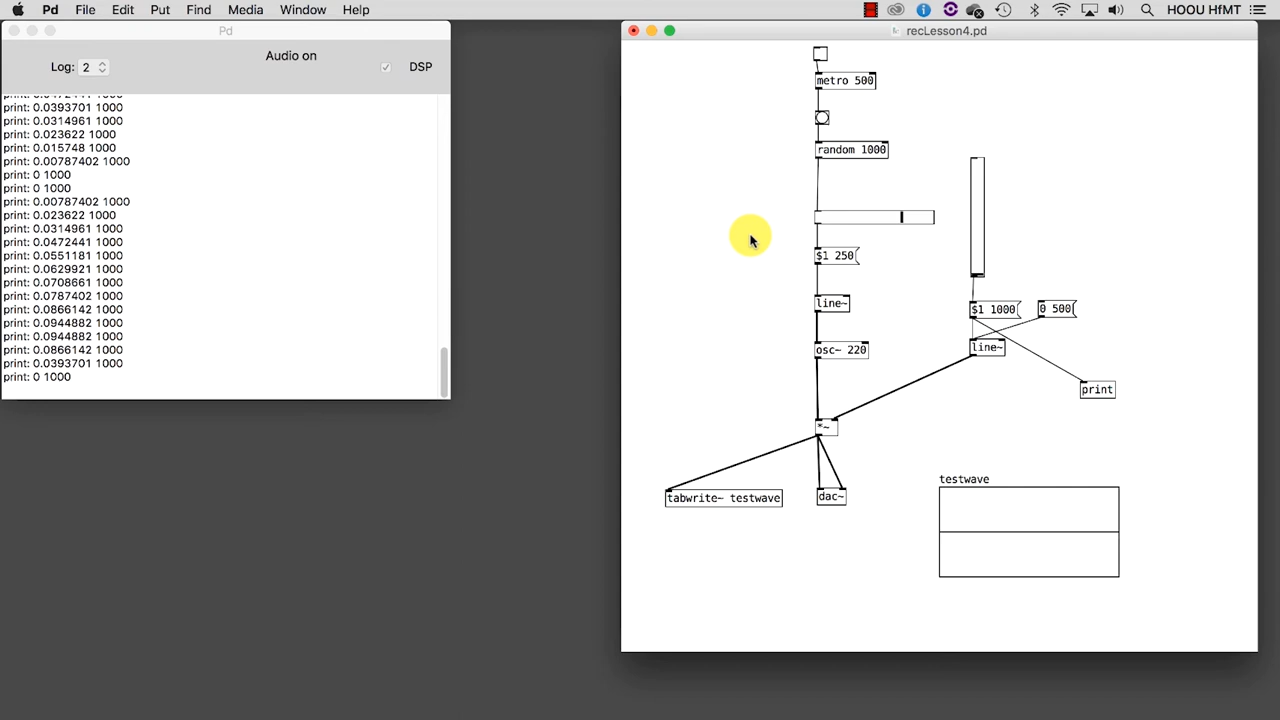 Pd File Edit Put Find Media Window Help HOOU HfMT
Pd
Audio on
Log: 2 DSP
print: 0.0472441 1000
print: 0.0393701 1000
print: 0.0314961 1000
print: 0.023622 1000
print: 0.015748 1000
print: 0.00787402 1000
print: 0 1000
print: 0 1000
print: 0.00787402 1000
print: 0.023622 1000
print: 0.0314961 1000
print: 0.0472441 1000
print: 0.0551181 1000
print: 0.0629921 1000
print: 0.0708661 1000
print: 0.0787402 1000
print: 0.0866142 1000
print: 0.0944882 1000
print: 0.0944882 1000
print: 0.0866142 1000
print: 0.0393701 1000
print: 0 1000
recLesson4.pd
metro 500
random 1000
$1 250
line~
$1 1000
0 500
osc~ 220
line~
print
*~
tabwrite~ testwave
dac~
testwave